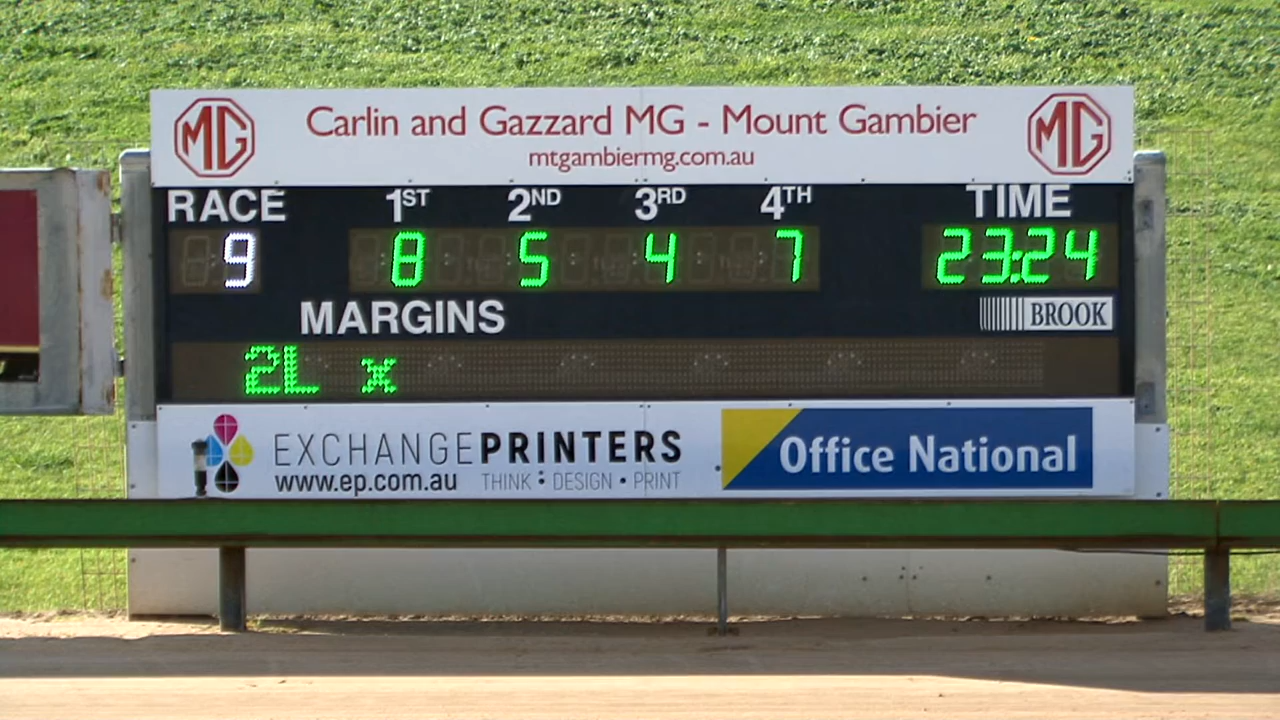 MG Carlin and Gazzard MG - Mount Gambier MG
mtgambiermg.com.au
RACE 1ST 2ND 3RD 4TH TIME
9 8 5 4 7 23:24
MARGINS BROOK
2L x
EXCHANGEPRINTERS Office National
www.ep.com.au THINK : DESIGN • PRINT